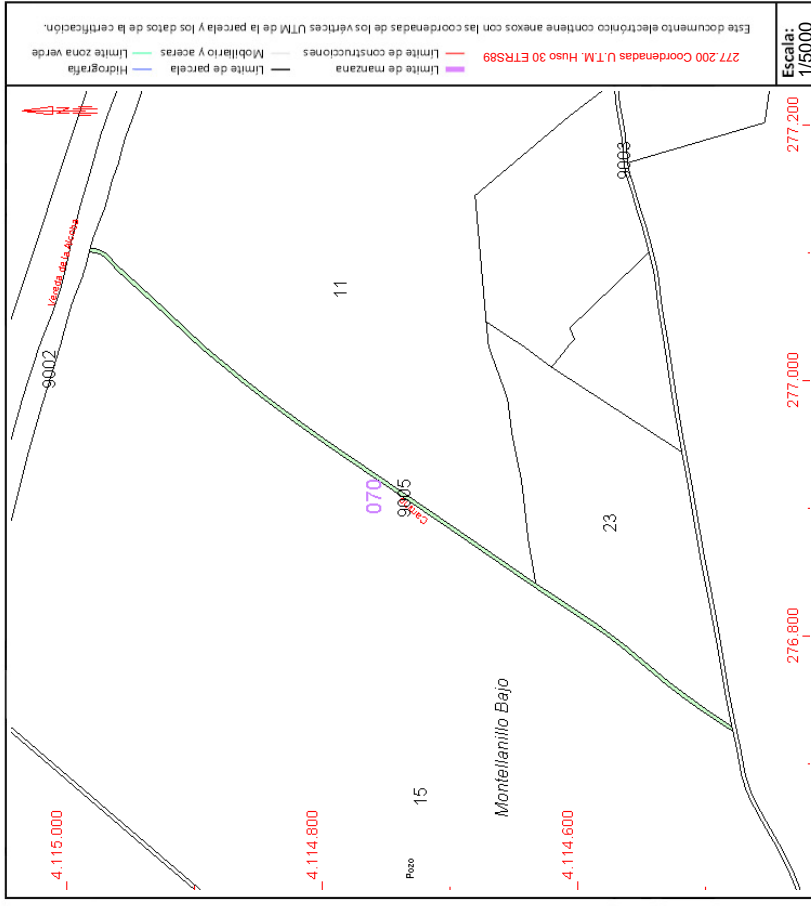 Este documento electrónico contiene anexos con las coordenadas de los vértices UTM de la parcela y los datos de la certificación.
277.200 Coordenadas U.T.M. Huso 30 ETRS89
Límite de manzana
Límite de construcciones
Límite de parcela
Mobiliario y aceras
Límite zona verde
Hidrografía
Escala:
1/5000
N
Vereda de la Alcoba
9002
11
9003
070
9005
Camino
23
15
Pozo
Montellanillo Bajo
4.115.000
4.114.800
4.114.600
276.800
277.000
277.200